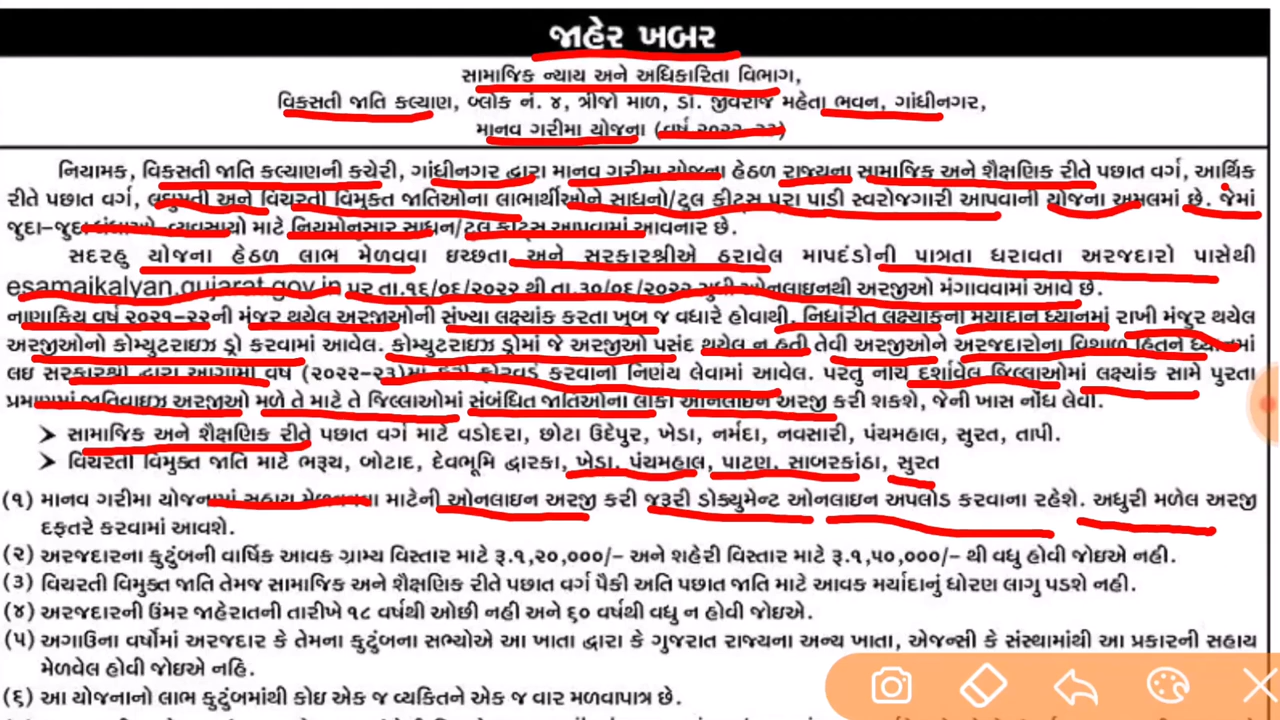 જાહેર ખબર
સામાજિક ન્યાય અને અધિકારિતા વિભાગ,
વિકસતી જાતિ કલ્યાણ, બ્લોક નં. ૪, ત્રીજો માળ, ડો. જીવરાજ મહેતા ભવન, ગાંધીનગર,
માનવ ગરીમા યોજના (વર્ષ ૨૦૨૨-૨૩)
નિયામક, વિકસતી જાતિ કલ્યાણની કચેરી, ગાંધીનગર દ્વારા માનવ ગરીમા યોજના હેઠળ રાજ્યના સામાજિક અને શૈક્ષણિક રીતે પછાત વર્ગ, આર્થિક
રીતે પછાત વર્ગ, લઘુમતી અને વિચરતી વિમુક્ત જાતિઓના લાભાર્થીઓને સાધનો/ટુલ કીટ્સ પુરા પાડી સ્વરોજગારી આપવાની યોજના અમલમાં છે. જેમાં
જુદા-જુદા ધંધાઓ-વ્યવસાયો માટે નિયમોનુસાર સાધન/ટુલ કીટ્સ આપવામાં આવનાર છે.
સદરહુ યોજના હેઠળ લાભ મેળવવા ઇચ્છતા અને સરકારશ્રીએ ઠરાવેલ માપદંડોની પાત્રતા ધરાવતા અરજદારો પાસેથી
esamajkalyan.gujarat.gov.in પર તા.૧૬/૦૬/૨૦૨૨ થી તા.૩૦/૦૬/૨૦૨૨ સુધી ઓનલાઇનથી અરજીઓ મંગાવવામાં આવે છે.
નાણાકિય વર્ષ ૨૦૨૧-૨૨ની મંજુર થયેલ અરજીઓની સંખ્યા લક્ષ્યાંક કરતા ખુબ જ વધારે હોવાથી. નિર્ધારીત લક્ષ્યાંકના મર્યાદાને ધ્યાનમાં રાખી મંજુર થયેલ
અરજીઓનો કોમ્યુટરાઇઝ ડ્રો કરવામાં આવેલ. કોમ્યુટરાઇઝ ડ્રોમાં જે અરજીઓ પસંદ થયેલ ન હતી તેવી અરજીઓને અરજદારોના વિશાળ હિતને ધ્યાનમાં
લઇ સરકારશ્રી દ્વારા આગામી વર્ષ (૨૦૨૨-૨૩)માં કેરી ફોરવર્ડ કરવાનો નિર્ણય લેવામાં આવેલ. પરંતુ નીચે દર્શાવેલ જિલ્લાઓમાં લક્ષ્યાંક સામે પુરતા
પ્રમાણમાં જાતિવાઇઝ અરજીઓ મળે તે માટે તે જિલ્લાઓમાં સંબંધિત જાતિઓના લોકો ઓનલાઇન અરજી કરી શકશે, જેની ખાસ નોંધ લેવી.
➢ સામાજિક અને શૈક્ષણિક રીતે પછાત વર્ગ માટે વડોદરા, છોટા ઉદેપુર, ખેડા, નર્મદા, નવસારી, પંચમહાલ, સુરત, તાપી.
➢ વિચરતી વિમુક્ત જાતિ માટે ભરૂચ, બોટાદ, દેવભૂમિ દ્વારકા, ખેડા, પંચમહાલ, પાટણ, સાબરકાંઠા, સુરત
(૧) માનવ ગરીમા યોજનામાં સહાય મેળવવા માટેની ઓનલાઇન અરજી કરી જરૂરી ડોક્યુમેન્ટ ઓનલાઇન અપલોડ કરવાના રહેશે. અધુરી મળેલ અરજી
દફતરે કરવામાં આવશે.
(૨) અરજદારના કુટુંબની વાર્ષિક આવક ગ્રામ્ય વિસ્તાર માટે રૂ.૧,૨૦,૦૦૦/- અને શહેરી વિસ્તાર માટે રૂ.૧,૫૦,૦૦૦/- થી વધુ હોવી જોઇએ નહી.
(૩) વિચરતી વિમુક્ત જાતિ તેમજ સામાજિક અને શૈક્ષણિક રીતે પછાત વર્ગ પૈકી અતિ પછાત જાતિ માટે આવક મર્યાદાનું ધોરણ લાગુ પડશે નહી.
(૪) અરજદારની ઉંમર જાહેરાતની તારીખે ૧૮ વર્ષથી ઓછી નહી અને ૬૦ વર્ષથી વધુ ન હોવી જોઇએ.
(૫) અગાઉના વર્ષોમાં અરજદાર કે તેમના કુટુંબના સભ્યોએ આ ખાતા દ્વારા કે ગુજરાત રાજ્યના અન્ય ખાતા, એજન્સી કે સંસ્થામાંથી આ પ્રકારની સહાય
મેળવેલ હોવી જોઇએ નહિ.
(૬) આ યોજનાનો લાભ કુટુંબમાંથી કોઇ એક જ વ્યક્તિને એક જ વાર મળવાપાત્ર છે.